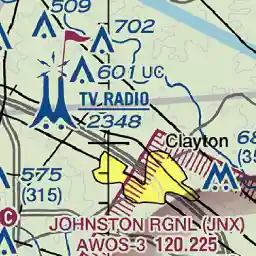 509
702
601 UC
TV, RADIO
2348
Clayton
68
(35
575
(315)
C
JOHNSTON RGNL (JNX)
AWOS-3 120.225